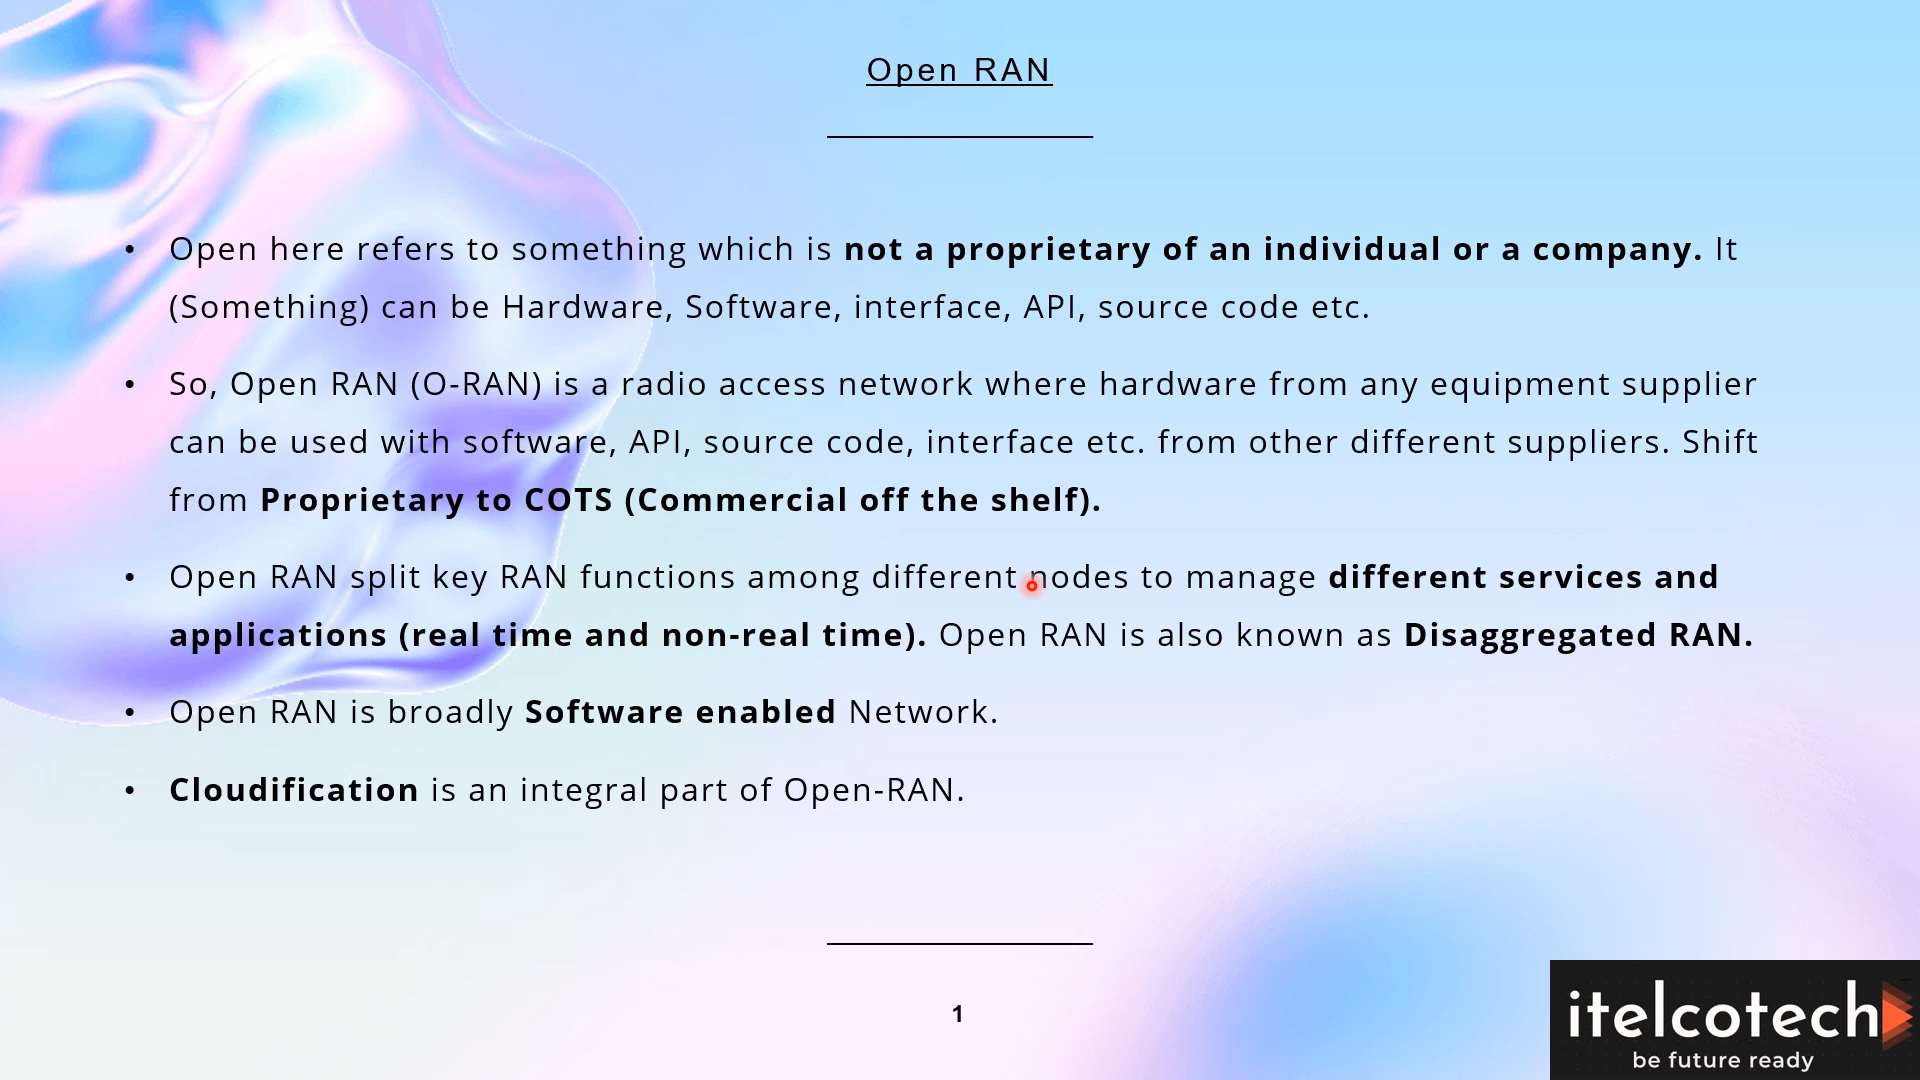 Open RAN
• Open here refers to something which is not a proprietary of an individual or a company. It
(Something) can be Hardware, Software, interface, API, source code etc.
• So, Open RAN (O-RAN) is a radio access network where hardware from any equipment supplier
can be used with software, API, source code, interface etc. from other different suppliers. Shift
from Proprietary to COTS (Commercial off the shelf).
• Open RAN split key RAN functions among different nodes to manage different services and
applications (real time and non-real time). Open RAN is also known as Disaggregated RAN.
• Open RAN is broadly Software enabled Network.
• Cloudification is an integral part of Open-RAN.
1
itelcotech
be future ready